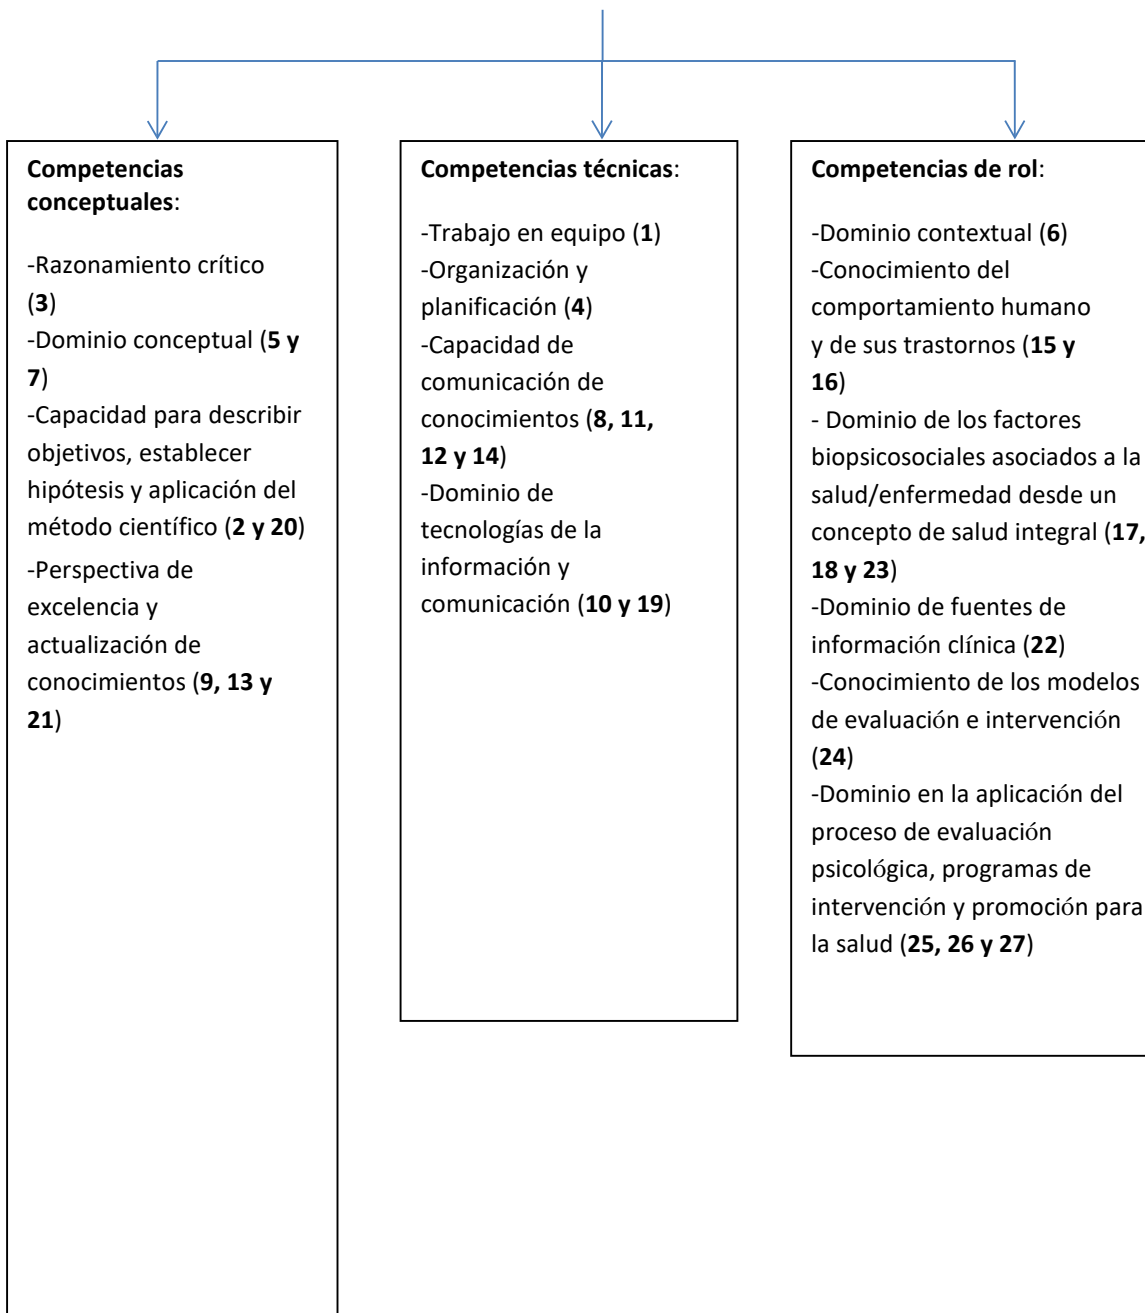 Competencias
conceptuales:
-Razonamiento crítico
(3)
-Dominio conceptual (5 y
7)
-Capacidad para describir
objetivos, establecer
hipótesis y aplicación del
método científico (2 y 20)
-Perspectiva de
excelencia y
actualización de
conocimientos (9, 13 y
21)
Competencias técnicas:
-Trabajo en equipo (1)
-Organización y
planificación (4)
-Capacidad de
comunicación de
conocimientos (8, 11,
12 y 14)
-Dominio de
tecnologías de la
información y
comunicación (10 y 19)
Competencias de rol:
-Dominio contextual (6)
-Conocimiento del
comportamiento humano
y de sus trastornos (15 y
16)
- Dominio de los factores
biopsicosociales asociados a la
salud/enfermedad desde un
concepto de salud integral (17,
18 y 23)
-Dominio de fuentes de
información clínica (22)
-Conocimiento de los modelos
de evaluación e intervención
(24)
-Dominio en la aplicación del
proceso de evaluación
psicológica, programas de
intervención y promoción para
la salud (25, 26 y 27)